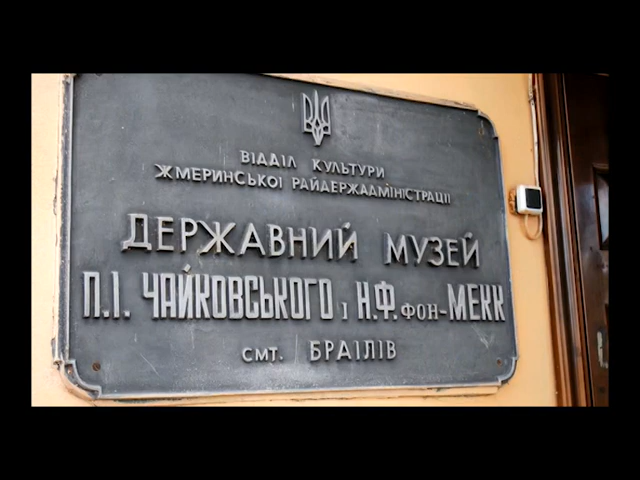 ВІДДІЛ КУЛЬТУРИ
ЖМЕРИНСЬКОЇ РАЙДЕРЖАДМІНІСТРАЦІЇ
ДЕРЖАВНИЙ МУЗЕЙ
П.І. ЧАЙКОВСЬКОГО І Н.Ф. ФОН-МЕКК
СМТ. БРАЇЛІВ